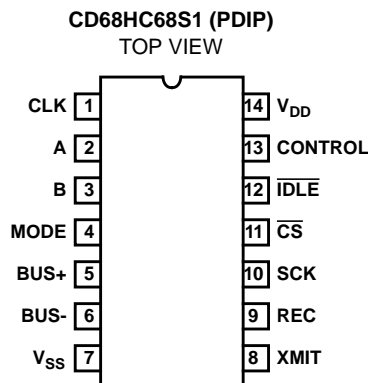 CD68HC68S1 (PDIP)
TOP VIEW
CLK 1 14 VDD
A 2 13 CONTROL
B 3 12 IDLE
MODE 4 11 CS
BUS+ 5 10 SCK
BUS- 6 9 REC
VSS 7 8 XMIT